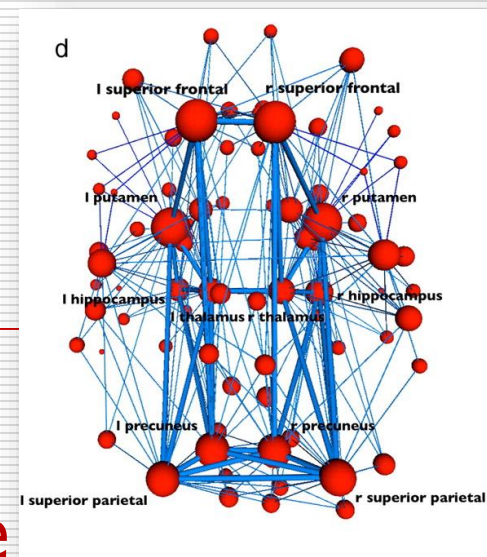 d
l superior frontal r superior frontal
l putamen r putamen
l hippocampus r hippocampus
l thalamus r thalamus
l precuneus r precuneus
l superior parietal r superior parietal
e